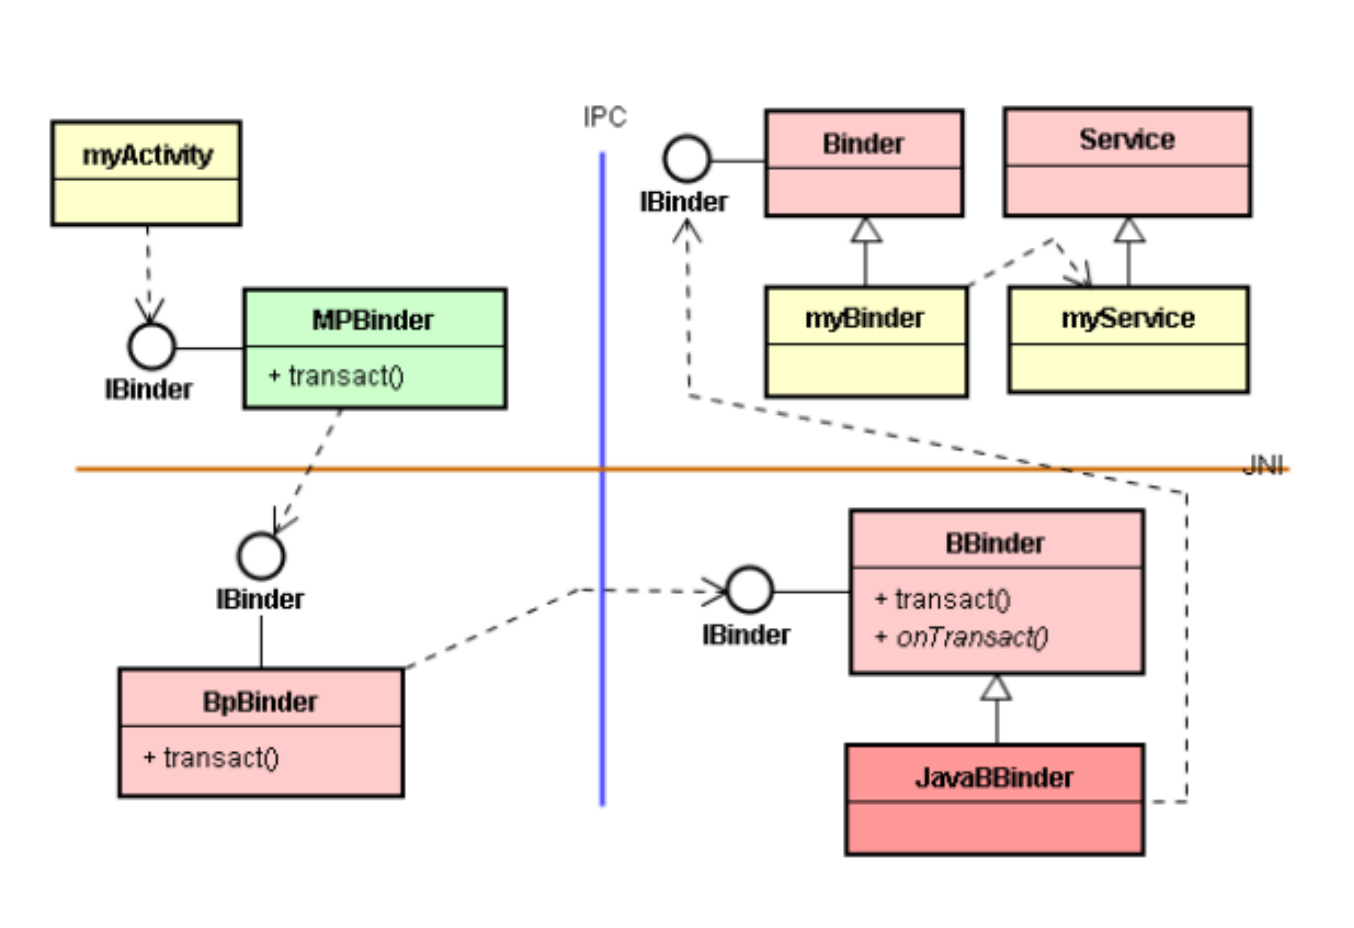 IPC
myActivity
IBinder
MPBinder
+ transact()
IBinder
Binder
Service
myBinder
myService
JNI
IBinder
BpBinder
+ transact()
IBinder
BBinder
+ transact()
+ onTransact()
JavaBBinder